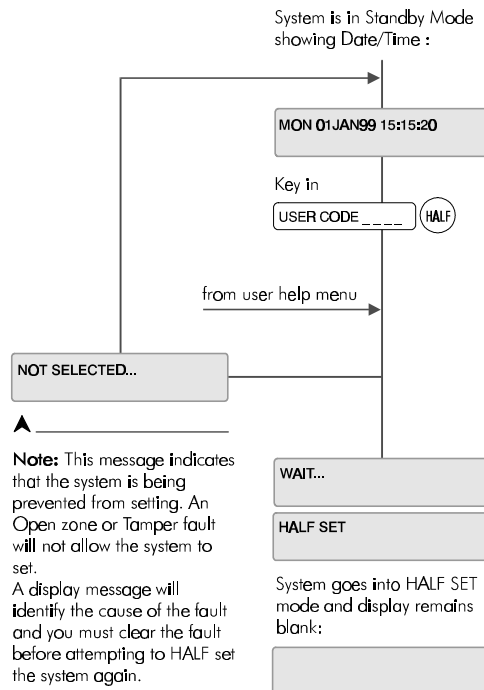 System is in Standby Mode
showing Date/Time :
MON 01JAN99 15:15:20
Key in
USER CODE _ _ _ _ HALF
from user help menu
NOT SELECTED...
Note: This message indicates
that the system is being
prevented from setting. An
Open zone or Tamper fault
will not allow the system to
set.
A display message will
identify the cause of the fault
and you must clear the fault
before attempting to HALF set
the system again.
WAIT...
HALF SET
System goes into HALF SET
mode and display remains
blank: